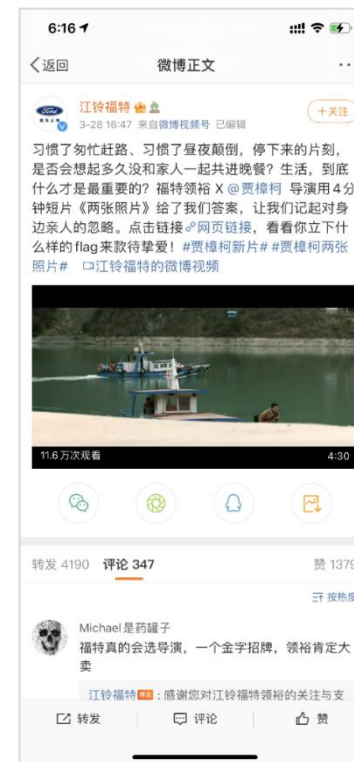 6:16
返回
微博正文
江铃福特
+关注
3-28 16:47 来自微博视频号 已编辑
习惯了匆忙赶路、习惯了昼夜颠倒，停下来的片刻，
是否会想起多久没和家人一起共进晚餐？生活，到底
什么才是最重要的？福特领裕 X @贾樟柯 导演用4分
钟短片《两张照片》给了我们答案，让我们记起对身
边亲人的忽略。点击链接网页链接，看看你立下什
么样的flag来款待挚爱！#贾樟柯新片# #贾樟柯两张
照片# 江铃福特的微博视频
11.6万次观看
4:30
转发 4190 评论 347
赞 1379
按热度
Michael是药罐子
福特真的会选导演，一个金字招牌，领裕肯定大
卖
江铃福特：感谢您对江铃福特领裕的关注与支
转发
评论
赞